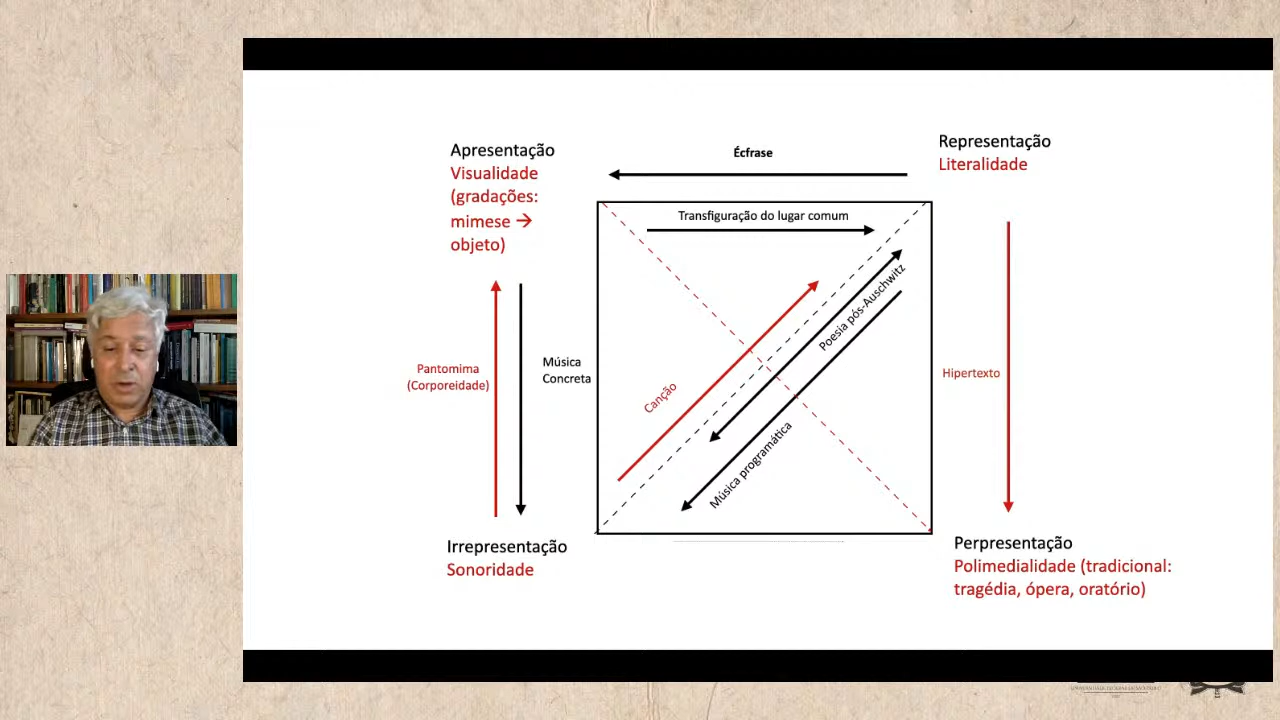 Apresentação
Visualidade
(gradações:
mimese →
objeto)
Écfrase
Representação
Literalidade
Transfiguração do lugar comum
Poesia pós-Auschwitz
Canção
Música programática
Pantomima
(Corporeidade)
Música
Concreta
Hipertexto
Irrepresentação
Sonoridade
Perpresentação
Polimedialidade (tradicional:
tragédia, ópera, oratório)